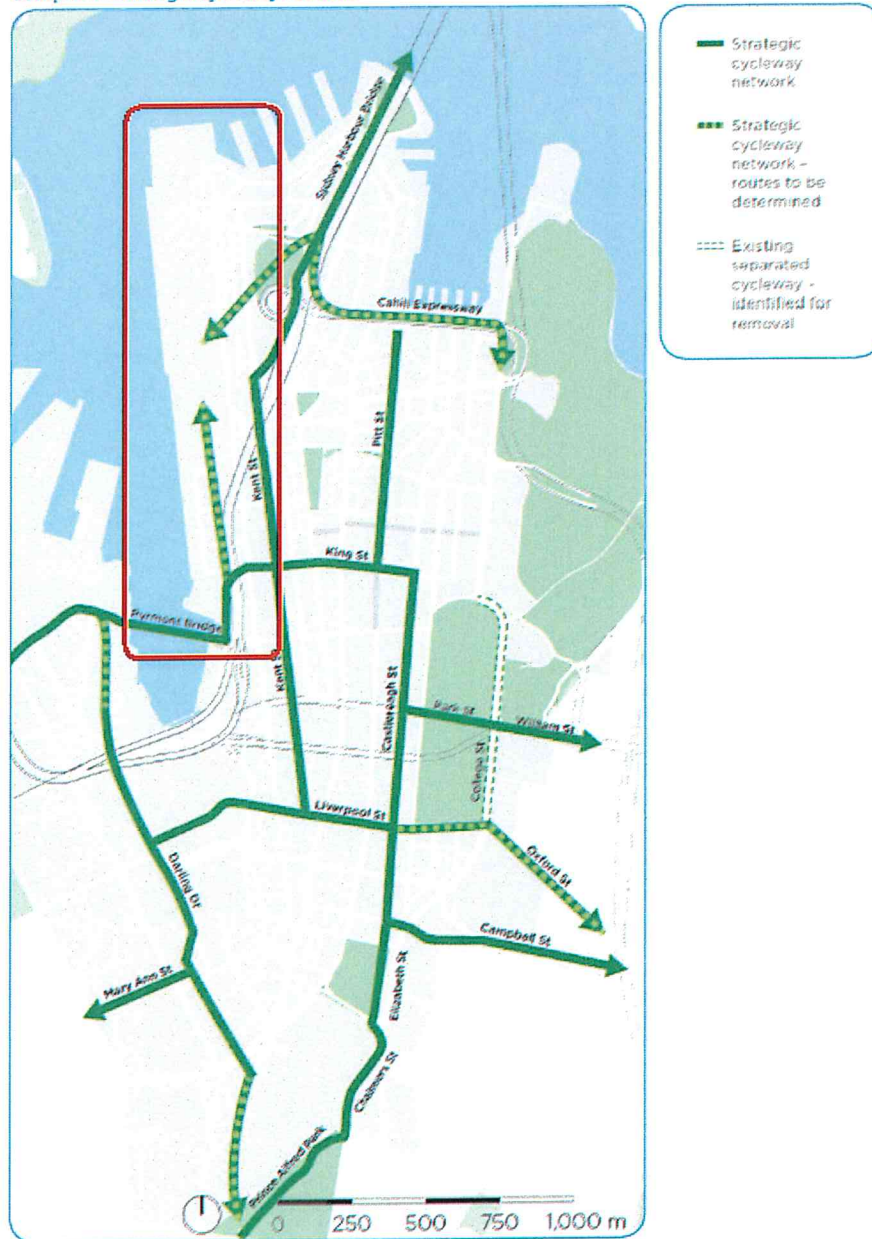 Strategic
cycleway
network
Strategic
cycleway
network –
routes to be
determined
Existing
separated
cycleway -
identified for
removal
Sydney Harbour Bridge
Cahill Expressway
Pitt St
Kent St
King St
Pyrmont Bridge
Kent St
Castlereagh St
Park St
William St
College St
Liverpool St
Oxford St
Darling Dr
Campbell St
Elizabeth St
Mary Ann St
Chalmers St
Prince Alfred Park
0 250 500 750 1,000 m